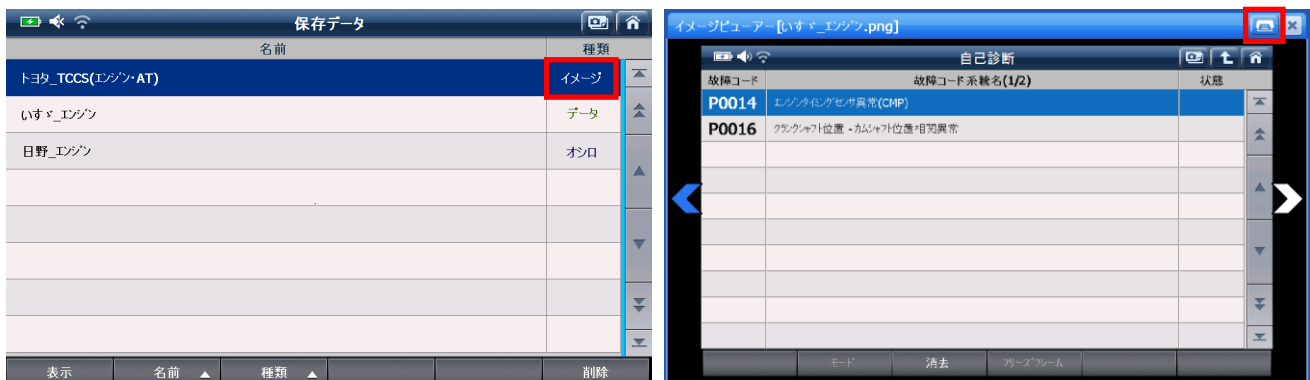 保存データ
名前 種類
トヨタ_TCCS(エンジン・AT) イメージ
いすゞ_エンジン データ
日野_エンジン オシロ
表示 名前 種類 削除
イメージビューアー[いすゞ_エンジン.png]
自己診断
故障コード 故障コード系統名(1/2) 状態
P0014 エンジンタイミングセンサ異常(CMP)
P0016 クランクシャフト位置 - カムシャフト位置相関異常
モード 消去 フリーズフレーム